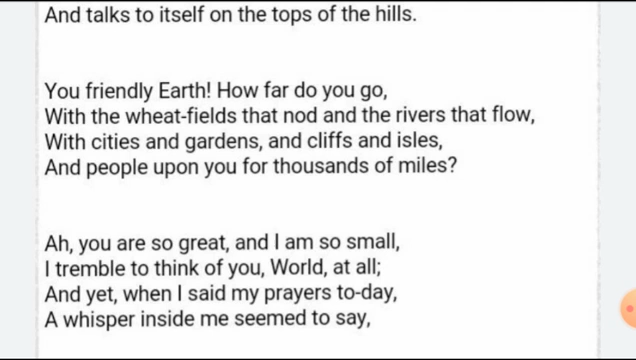 And talks to itself on the tops of the hills.
You friendly Earth! How far do you go,
With the wheat-fields that nod and the rivers that flow,
With cities and gardens, and cliffs and isles,
And people upon you for thousands of miles?
Ah, you are so great, and I am so small,
I tremble to think of you, World, at all;
And yet, when I said my prayers to-day,
A whisper inside me seemed to say,